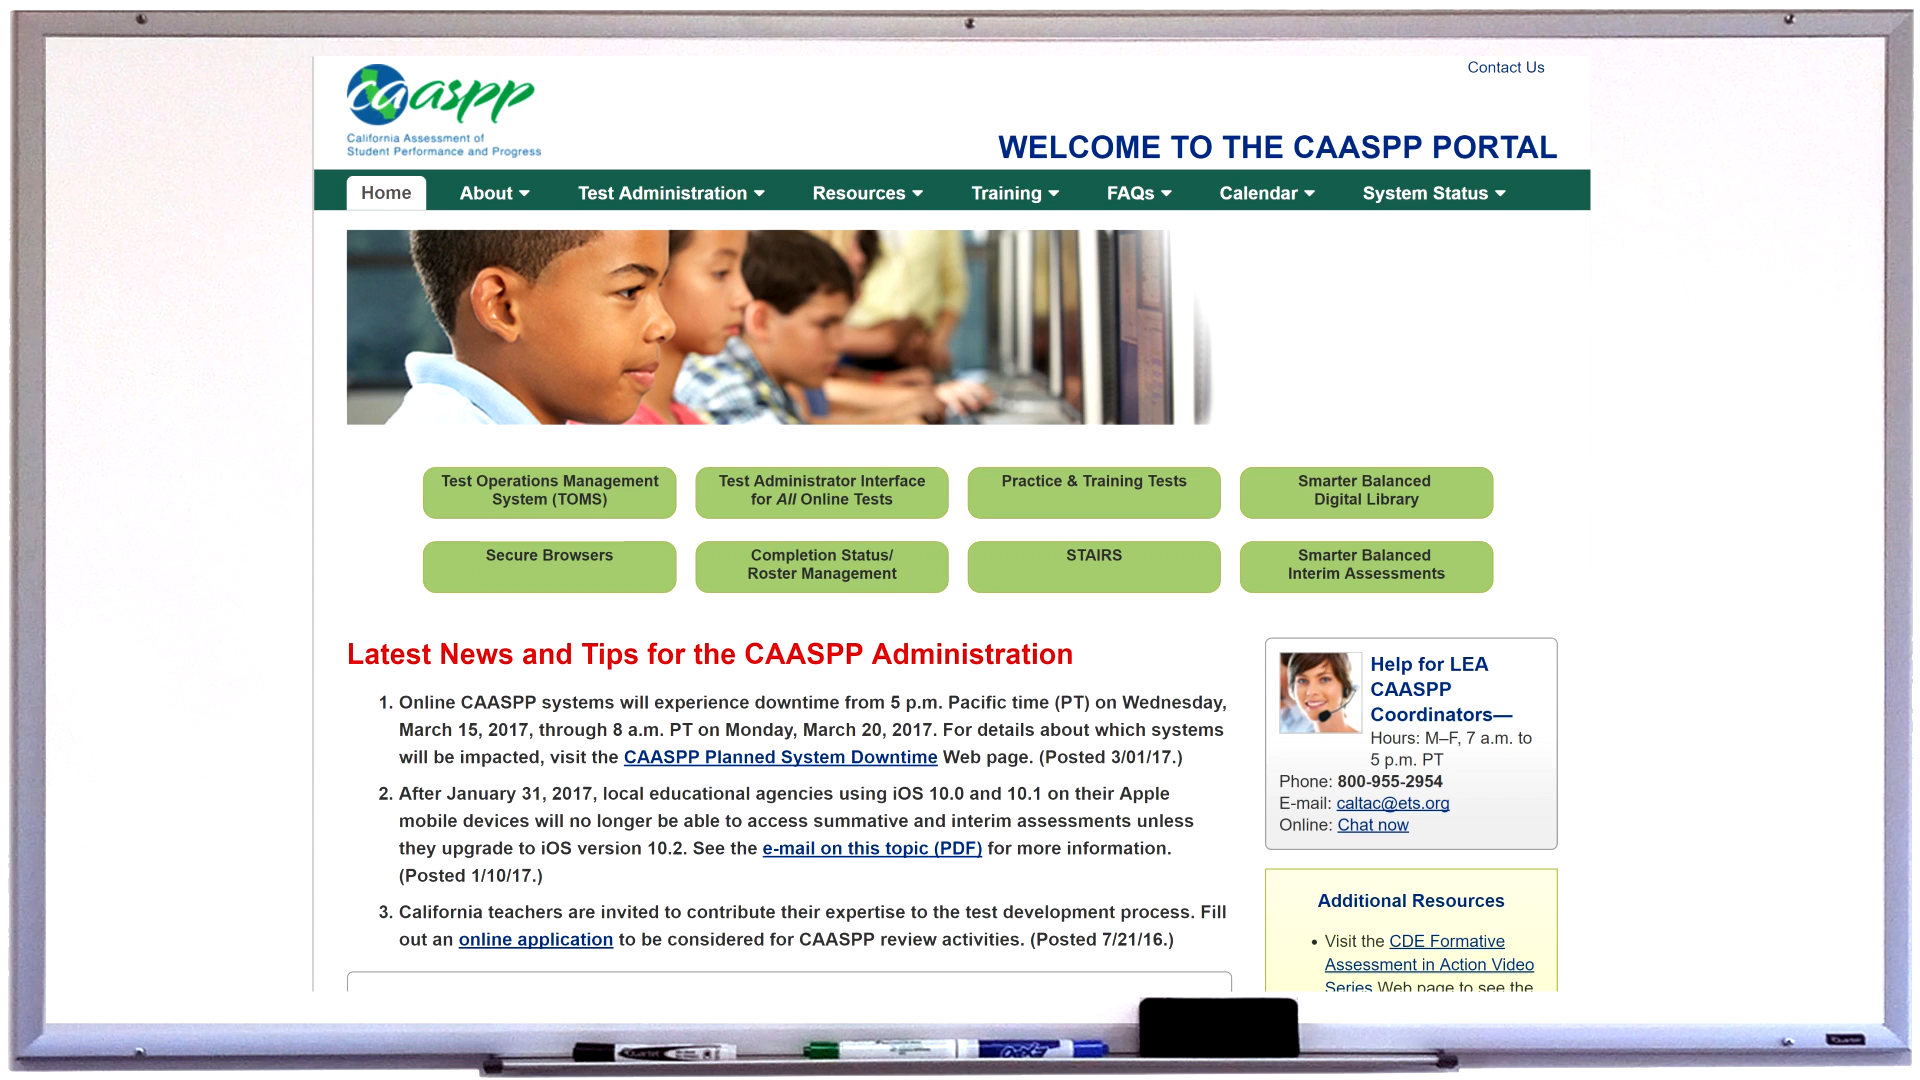 caaspp
California Assessment of
Student Performance and Progress
Contact Us
WELCOME TO THE CAASPP PORTAL
Home About Test Administration Resources Training FAQs Calendar System Status
Test Operations Management
System (TOMS)
Test Administrator Interface
for All Online Tests
Practice & Training Tests
Smarter Balanced
Digital Library
Secure Browsers
Completion Status/
Roster Management
STAIRS
Smarter Balanced
Interim Assessments
Latest News and Tips for the CAASPP Administration
1. Online CAASPP systems will experience downtime from 5 p.m. Pacific time (PT) on Wednesday,
March 15, 2017, through 8 a.m. PT on Monday, March 20, 2017. For details about which systems
will be impacted, visit the CAASPP Planned System Downtime Web page. (Posted 3/01/17.)
2. After January 31, 2017, local educational agencies using iOS 10.0 and 10.1 on their Apple
mobile devices will no longer be able to access summative and interim assessments unless
they upgrade to iOS version 10.2. See the e-mail on this topic (PDF) for more information.
(Posted 1/10/17.)
3. California teachers are invited to contribute their expertise to the test development process. Fill
out an online application to be considered for CAASPP review activities. (Posted 7/21/16.)
Help for LEA
CAASPP
Coordinators—
Hours: M–F, 7 a.m. to
5 p.m. PT
Phone: 800-955-2954
E-mail: caltac@ets.org
Online: Chat now
Additional Resources
• Visit the CDE Formative
Assessment in Action Video
Series Web page to see the
Quartet